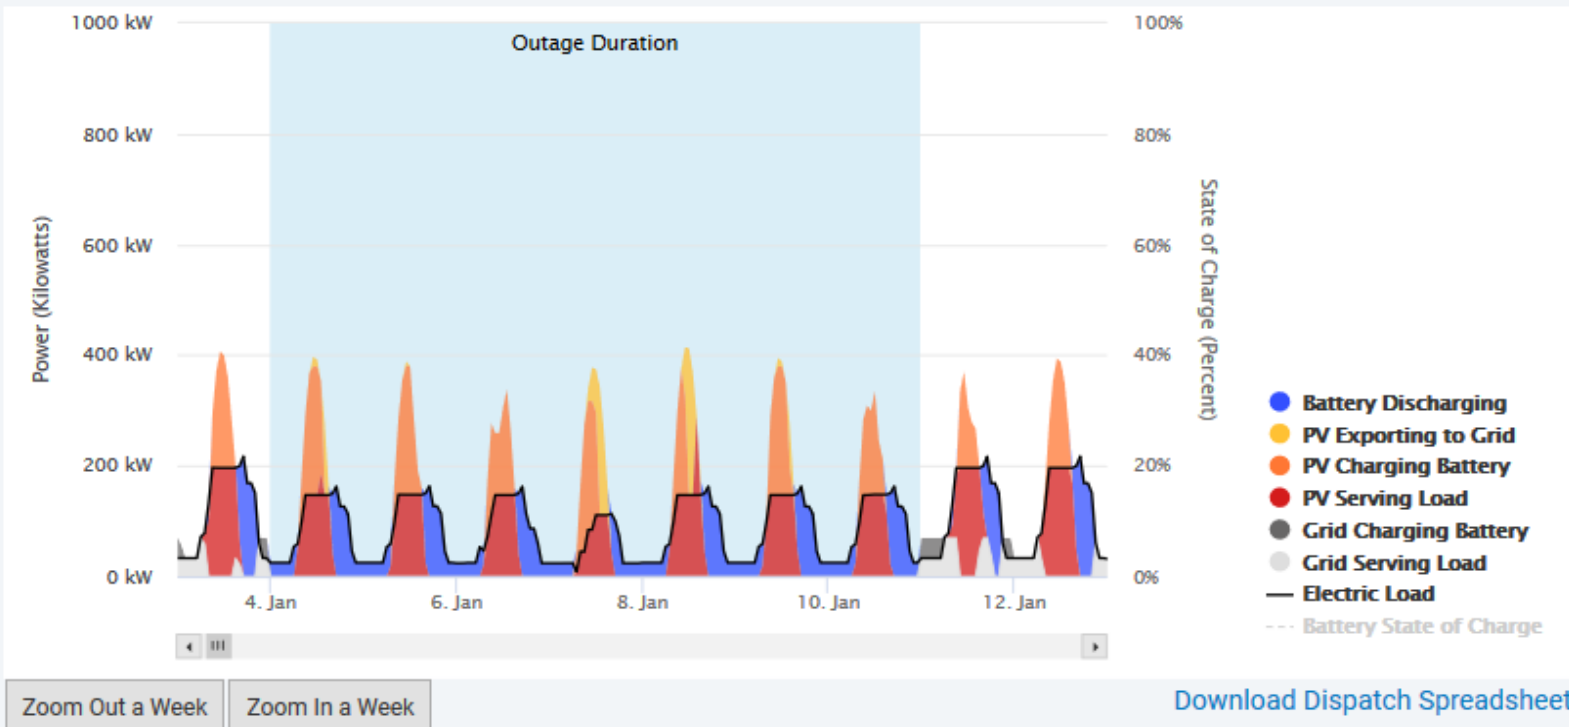 1000 kW
800 kW
600 kW
400 kW
200 kW
0 kW
Power (Kilowatts)
Outage Duration
100%
80%
60%
40%
20%
0%
State of Charge (Percent)
4. Jan
6. Jan
8. Jan
10. Jan
12. Jan
Battery Discharging
PV Exporting to Grid
PV Charging Battery
PV Serving Load
Grid Charging Battery
Grid Serving Load
Electric Load
Battery State of Charge
Zoom Out a Week
Zoom In a Week
Download Dispatch Spreadsheet